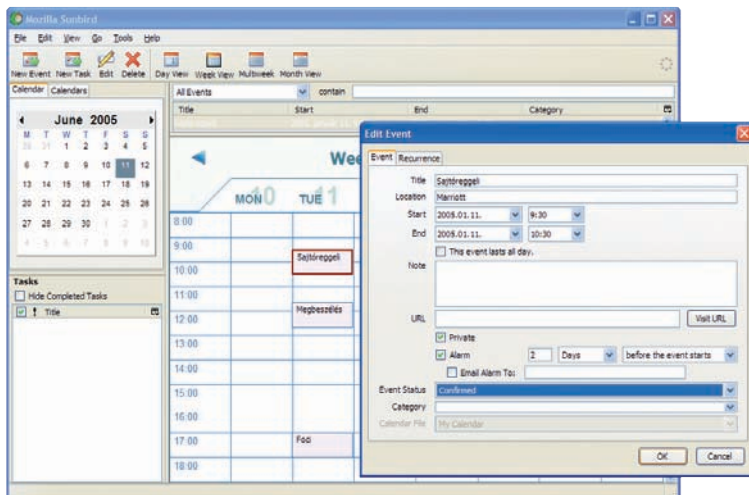 Mozilla Sunbird
File Edit View Go Tools Help
New Event New Task Edit Delete Day View Week View Multiweek Month View
Calendar Calendars
All Events contain
Title Start End Category
June 2005
M T W T F S S
30 31 1 2 3 4 5
6 7 8 9 10 11 12
13 14 15 16 17 18 19
20 21 22 23 24 25 26
27 28 29 30 1 2 3
4 5 6 7 8 9 10
Tasks
Hide Completed Tasks
! Title
Wee
MON 10 TUE 11
8:00
9:00
Sajtóreggeli
10:00
11:00
Megbeszélés
12:00
13:00
14:00
15:00
16:00
17:00
Foci
18:00
Edit Event
Event Recurrence
Title Sajtóreggeli
Location Marriott
Start 2005.01.11. 9:30
End 2005.01.11. 10:30
This event lasts all day.
Note
URL Visit URL
Private
Alarm 2 Days before the event starts
Email Alarm To:
Event Status Confirmed
Category
Calendar File My Calendar
OK Cancel